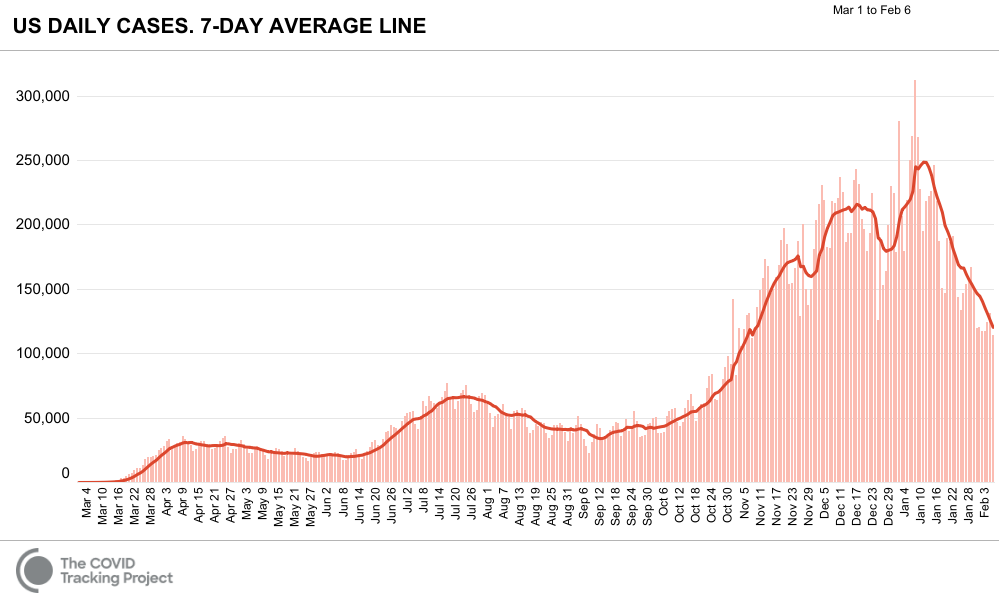 Mar 1 to Feb 6
US DAILY CASES. 7-DAY AVERAGE LINE
300,000
250,000
200,000
150,000
100,000
50,000
0
Mar 4
Mar 10
Mar 16
Mar 22
Mar 28
Apr 3
Apr 9
Apr 15
Apr 21
Apr 27
May 3
May 9
May 15
May 21
May 27
Jun 2
Jun 8
Jun 14
Jun 20
Jun 26
Jul 2
Jul 8
Jul 14
Jul 20
Jul 26
Aug 1
Aug 7
Aug 13
Aug 19
Aug 25
Aug 31
Sep 6
Sep 12
Sep 18
Sep 24
Sep 30
Oct 6
Oct 12
Oct 18
Oct 24
Oct 30
Nov 5
Nov 11
Nov 17
Nov 23
Nov 29
Dec 5
Dec 11
Dec 17
Dec 23
Dec 29
Jan 4
Jan 10
Jan 16
Jan 22
Jan 28
Feb 3
The COVID
Tracking Project